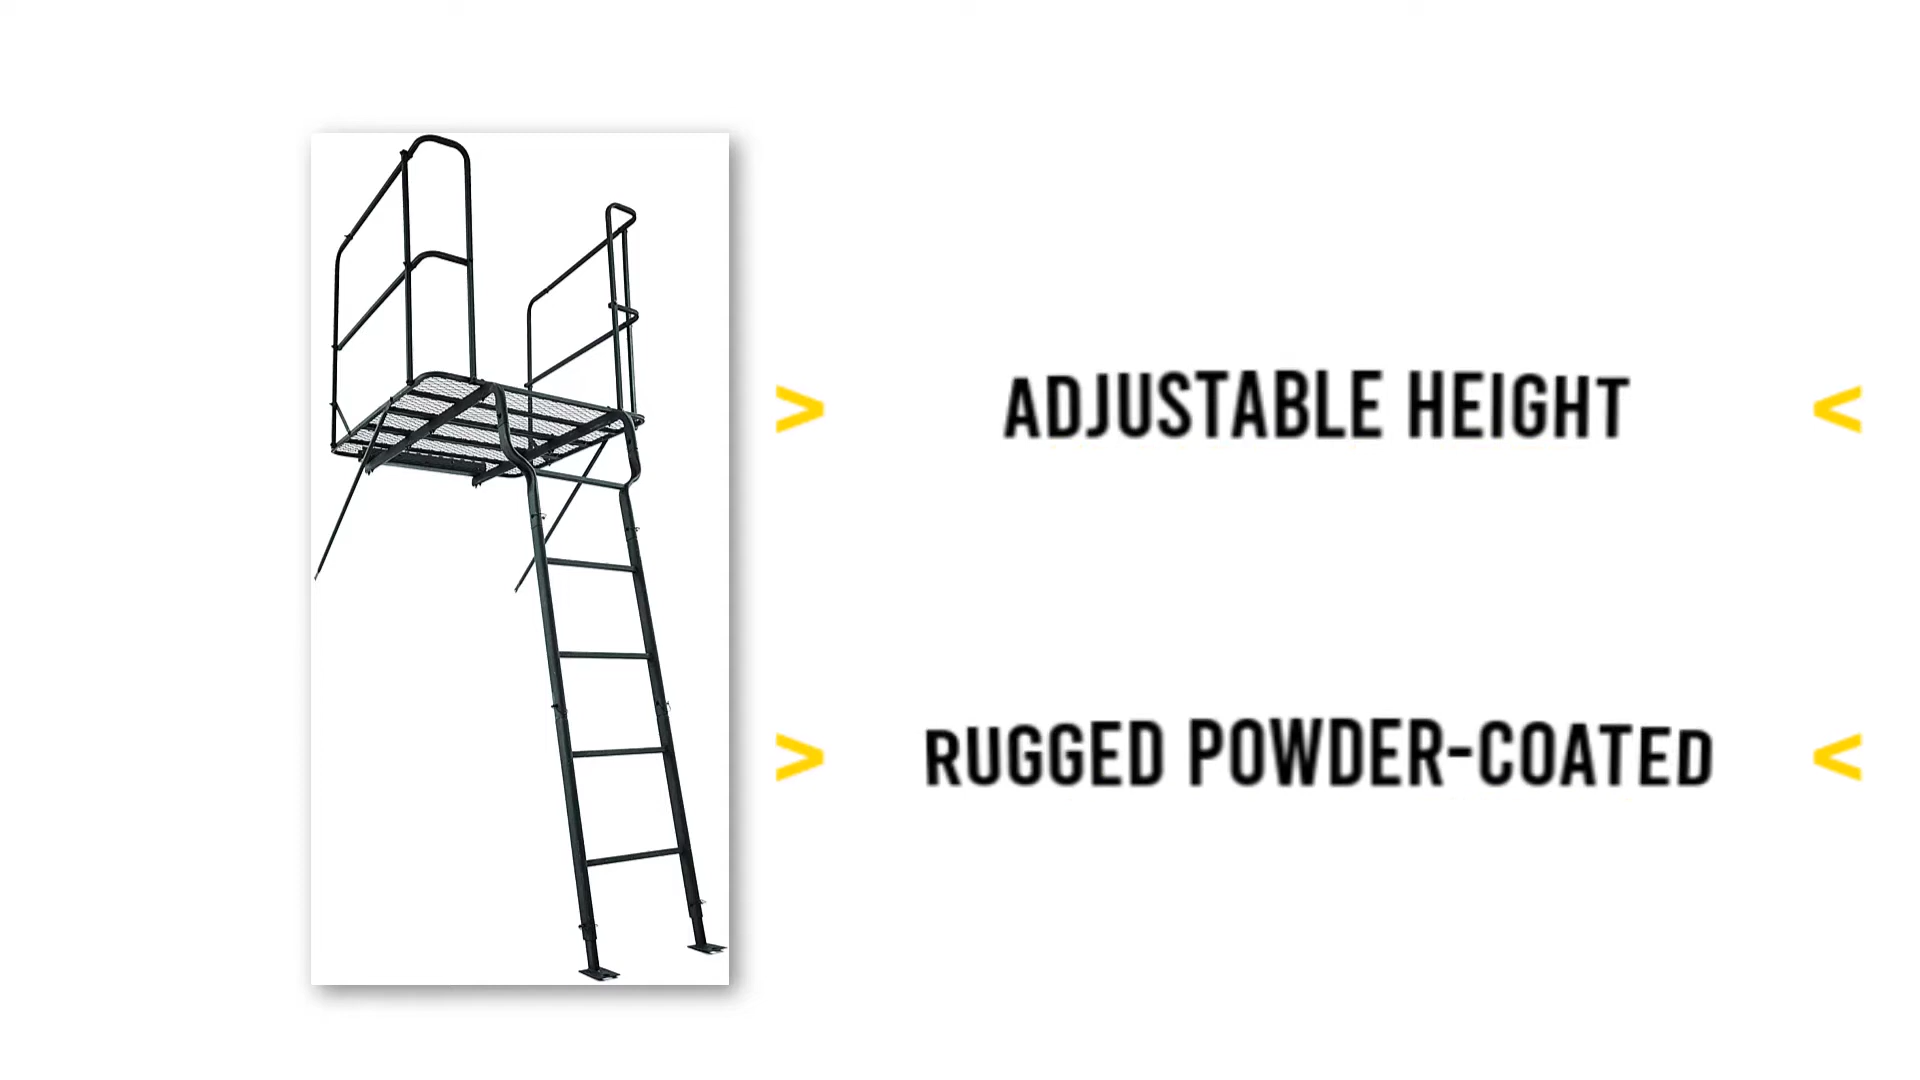 > ADJUSTABLE HEIGHT <
> RUGGED POWDER-COATED <